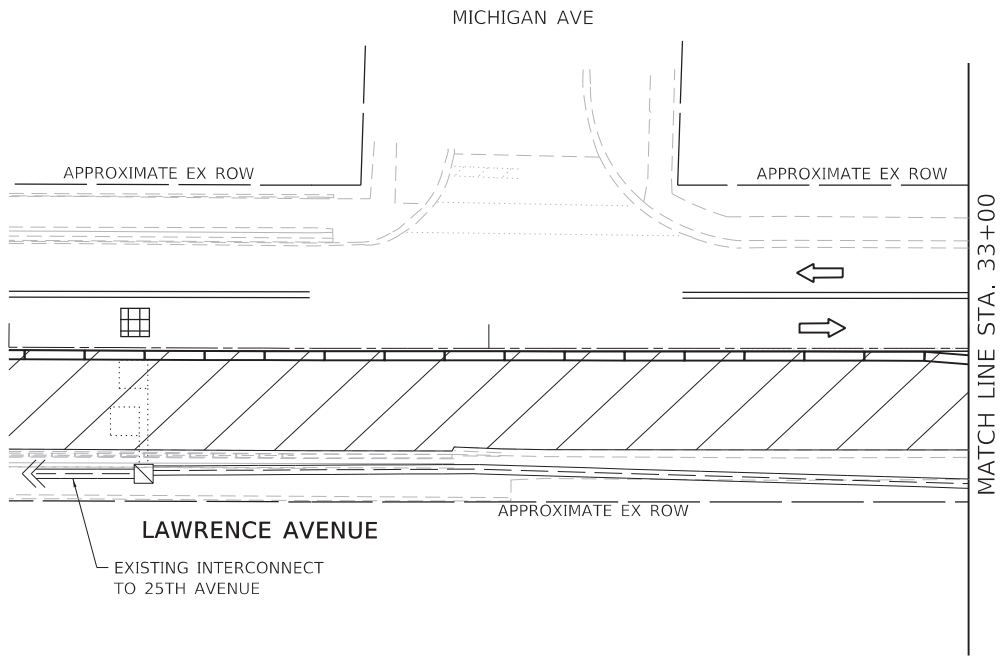 MICHIGAN AVE
APPROXIMATE EX ROW
APPROXIMATE EX ROW
MATCH LINE STA. 33+00
APPROXIMATE EX ROW
LAWRENCE AVENUE
EXISTING INTERCONNECT
TO 25TH AVENUE